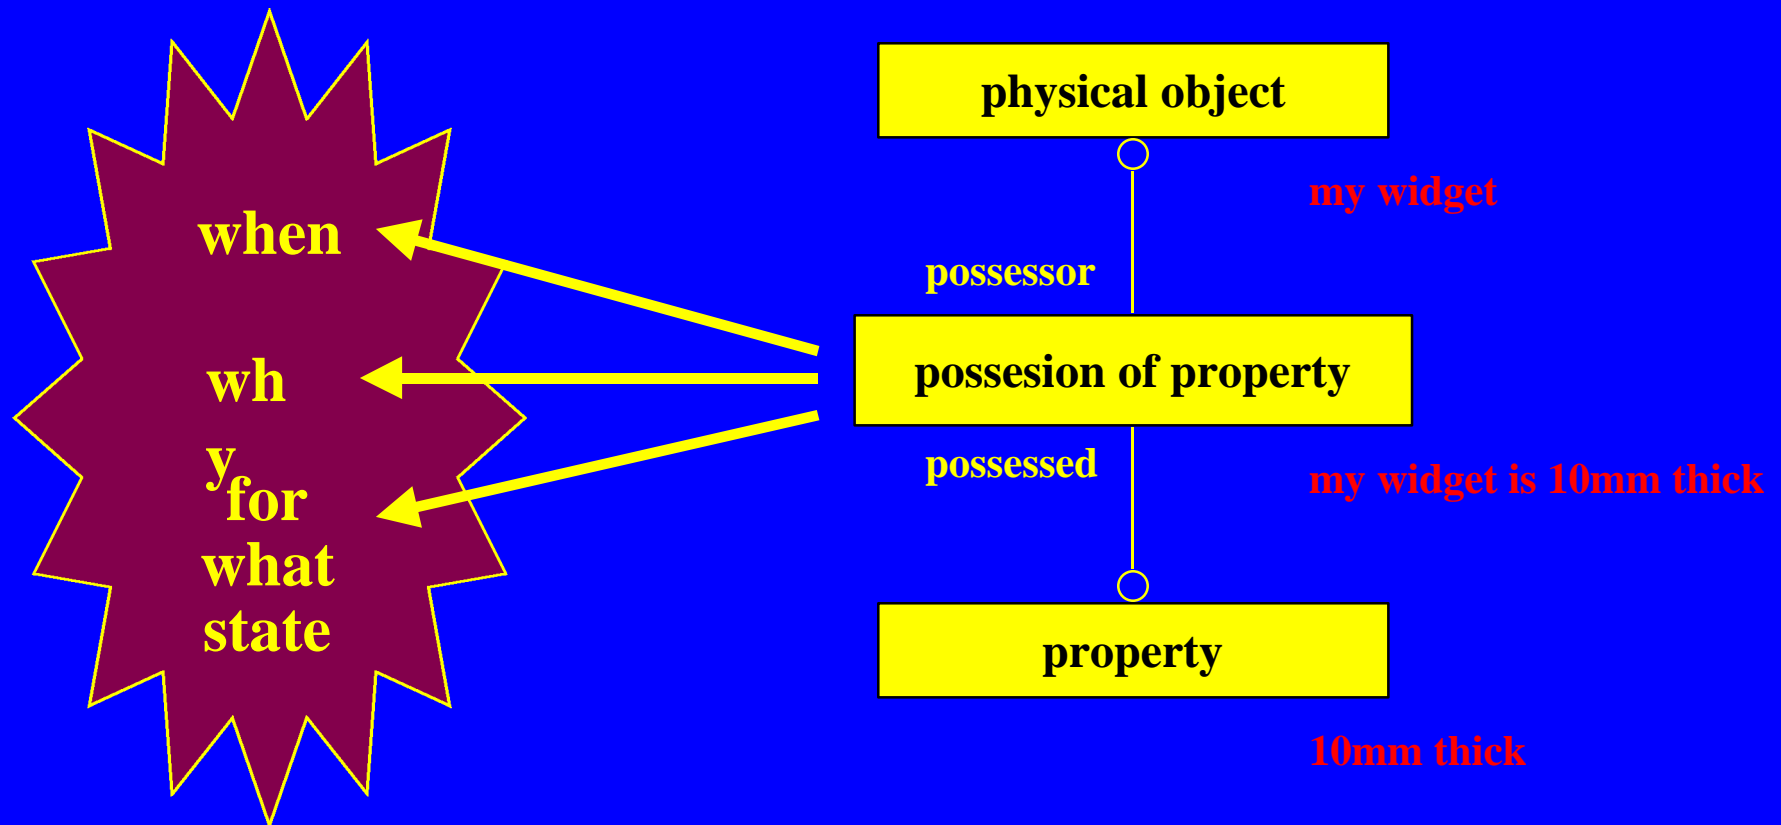 physical object
my widget
when
possessor
possesion of property
wh
y
possessed
my widget is 10mm thick
for
what
state
property
10mm thick